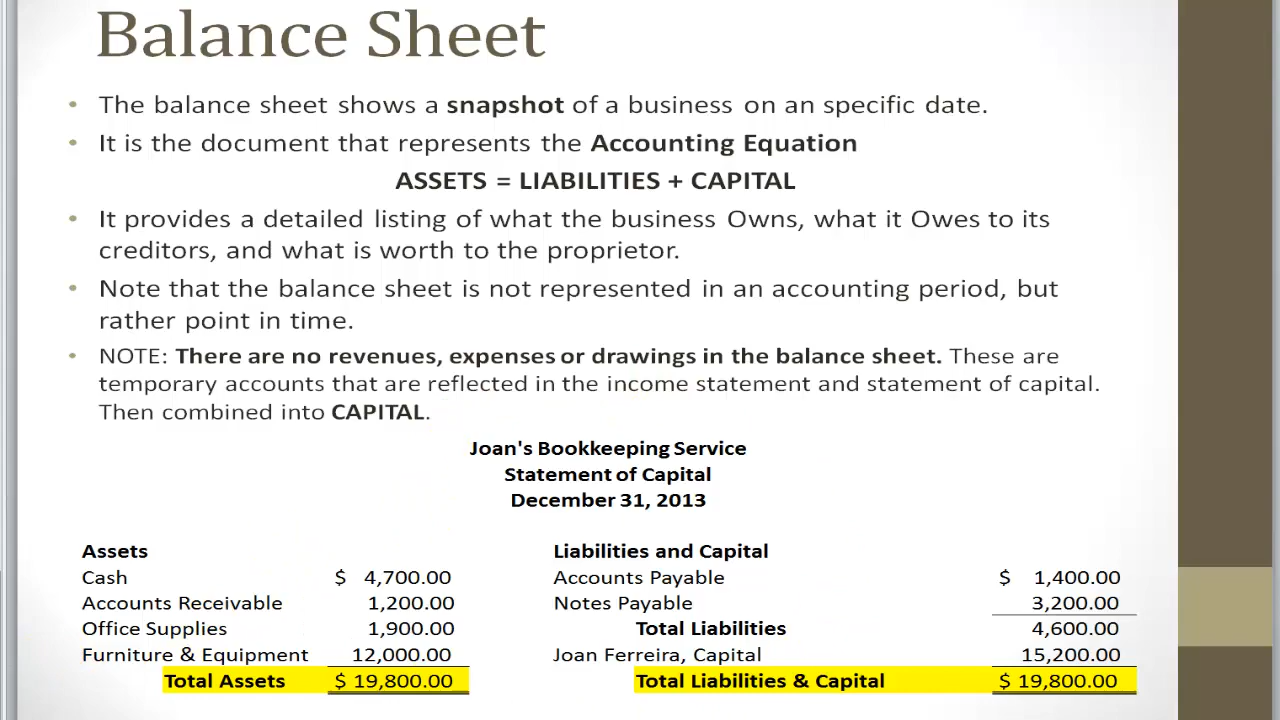 Balance Sheet
• The balance sheet shows a snapshot of a business on an specific date.
• It is the document that represents the Accounting Equation
ASSETS = LIABILITIES + CAPITAL
• It provides a detailed listing of what the business Owns, what it Owes to its
creditors, and what is worth to the proprietor.
• Note that the balance sheet is not represented in an accounting period, but
rather point in time.
• NOTE: There are no revenues, expenses or drawings in the balance sheet. These are
temporary accounts that are reflected in the income statement and statement of capital.
Then combined into CAPITAL.
Joan's Bookkeeping Service
Statement of Capital
December 31, 2013
Assets Liabilities and Capital
Cash $ 4,700.00 Accounts Payable $ 1,400.00
Accounts Receivable 1,200.00 Notes Payable 3,200.00
Office Supplies 1,900.00 Total Liabilities 4,600.00
Furniture & Equipment 12,000.00 Joan Ferreira, Capital 15,200.00
Total Assets $ 19,800.00 Total Liabilities & Capital $ 19,800.00